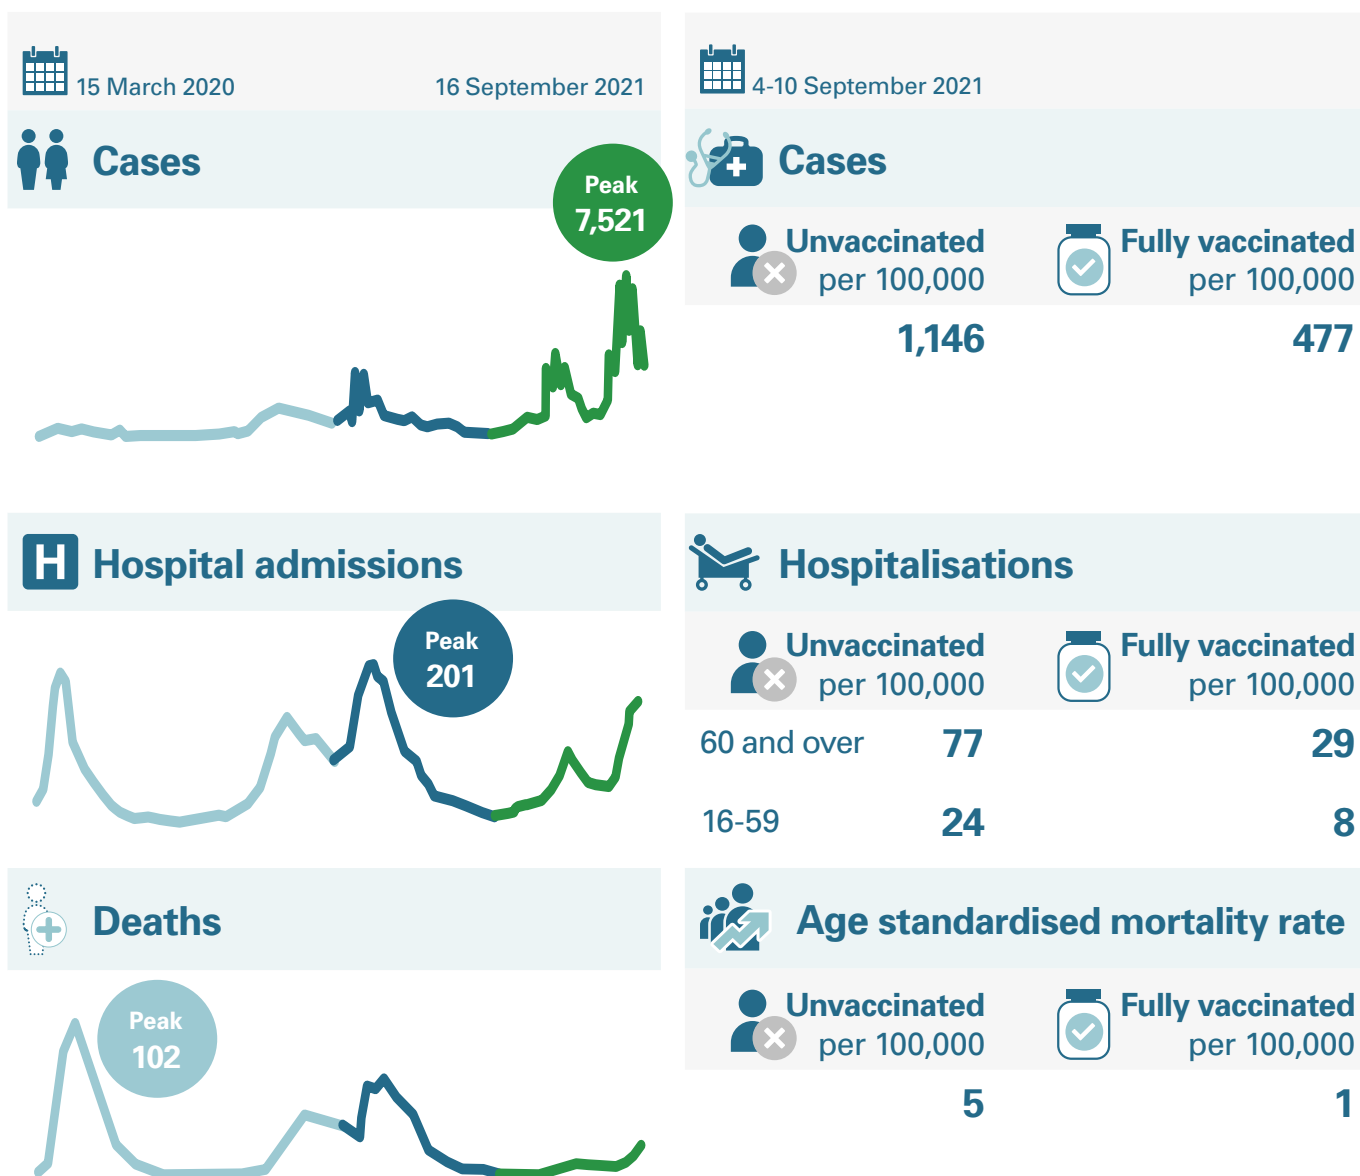 15 March 2020 16 September 2021
Cases
Peak
7,521
H Hospital admissions
Peak
201
Deaths
Peak
102
4-10 September 2021
Cases
Unvaccinated Fully vaccinated
per 100,000 per 100,000
1,146 477
Hospitalisations
Unvaccinated Fully vaccinated
per 100,000 per 100,000
60 and over 77 29
16-59 24 8
Age standardised mortality rate
Unvaccinated Fully vaccinated
per 100,000 per 100,000
5 1